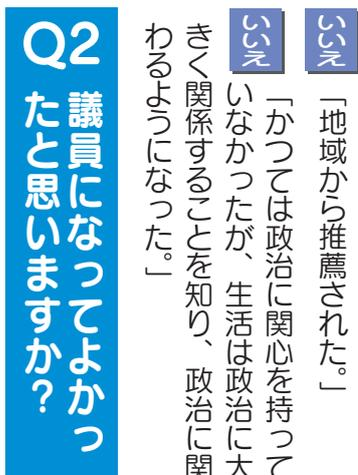 いいえ
「地域から推薦された。」
いいえ
「かつては政治に関心を持って
いなかったが、生活は政治に大
きく関係することを知り、政治に関
わるようになった。」
Q2
議員になってよかっ
たと思いますか？